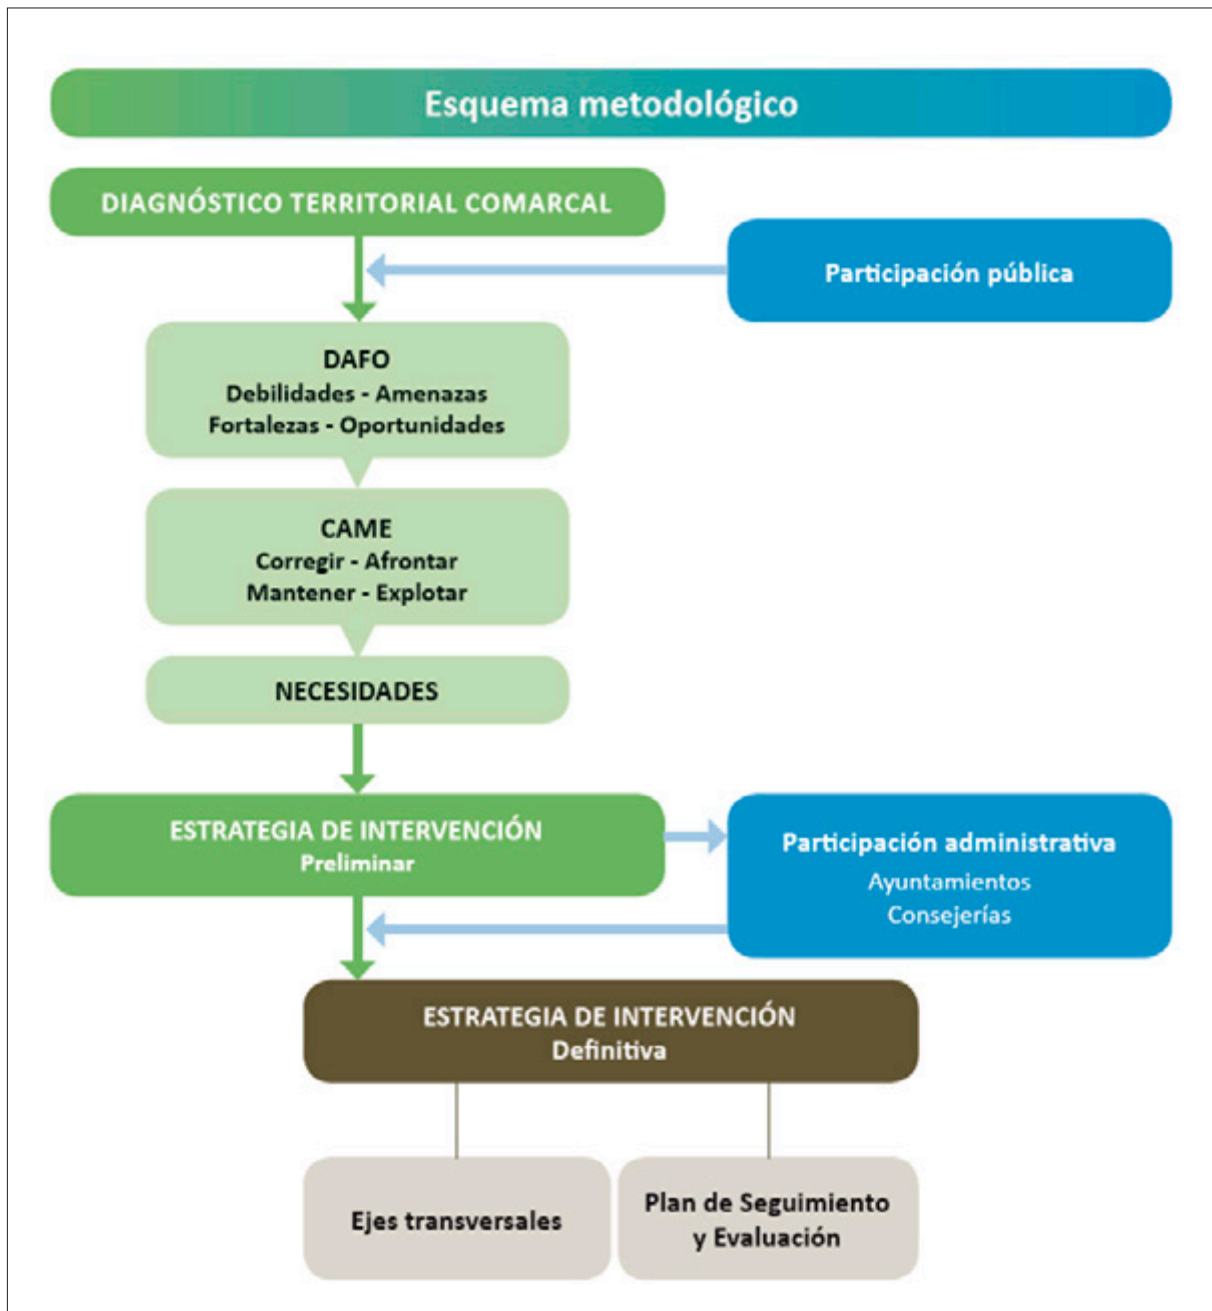 Esquema metodológico
DIAGNÓSTICO TERRITORIAL COMARCAL
Participación pública
DAFO
Debilidades - Amenazas
Fortalezas - Oportunidades
CAME
Corregir - Afrontar
Mantener - Explotar
NECESIDADES
ESTRATEGIA DE INTERVENCIÓN
Preliminar
Participación administrativa
Ayuntamientos
Consejerías
ESTRATEGIA DE INTERVENCIÓN
Definitiva
Ejes transversales
Plan de Seguimiento
y Evaluación